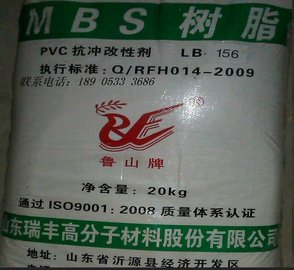 MBS 树脂
PVC 抗冲改性剂 LB-156
执行标准：Q/RFH014-2009
联系电话：189 0533 3686
鲁山牌
净含量：20kg
通过ISO9001：2008 质量体系认证
山东瑞丰高分子材料股份有限公司
地址：山东省沂源县经济开发区